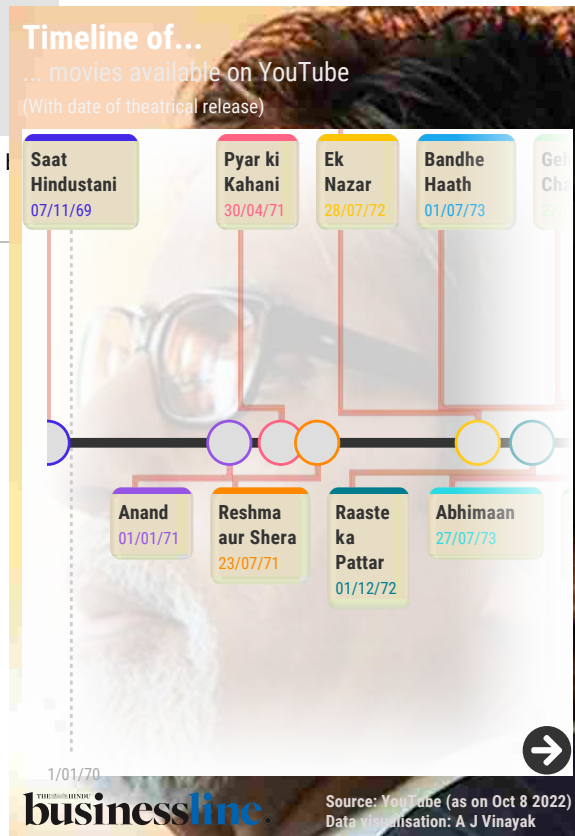 Timeline of...
... movies available on YouTube
(With date of theatrical release)
Saat
Hindustani
07/11/69
Pyar ki
Kahani
30/04/71
Ek
Nazar
28/07/72
Bandhe
Haath
01/07/73
Anand
01/01/71
Reshma
aur Shera
23/07/71
Raaste
ka
Pattar
01/12/72
Abhimaan
27/07/73
1/01/70
THE HINDU
businessline.
Source: YouTube (as on Oct 8 2022)
Data visualisation: A J Vinayak